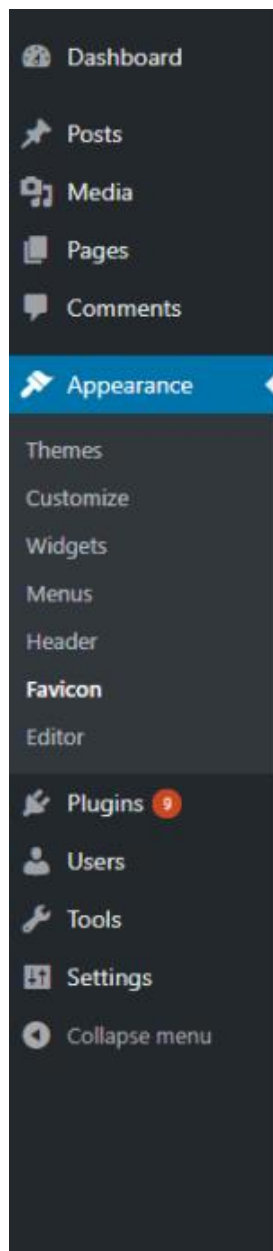 Dashboard
Posts
Media
Pages
Comments
Appearance
Themes
Customize
Widgets
Menus
Header
Favicon
Editor
Plugins 9
Users
Tools
Settings
Collapse menu